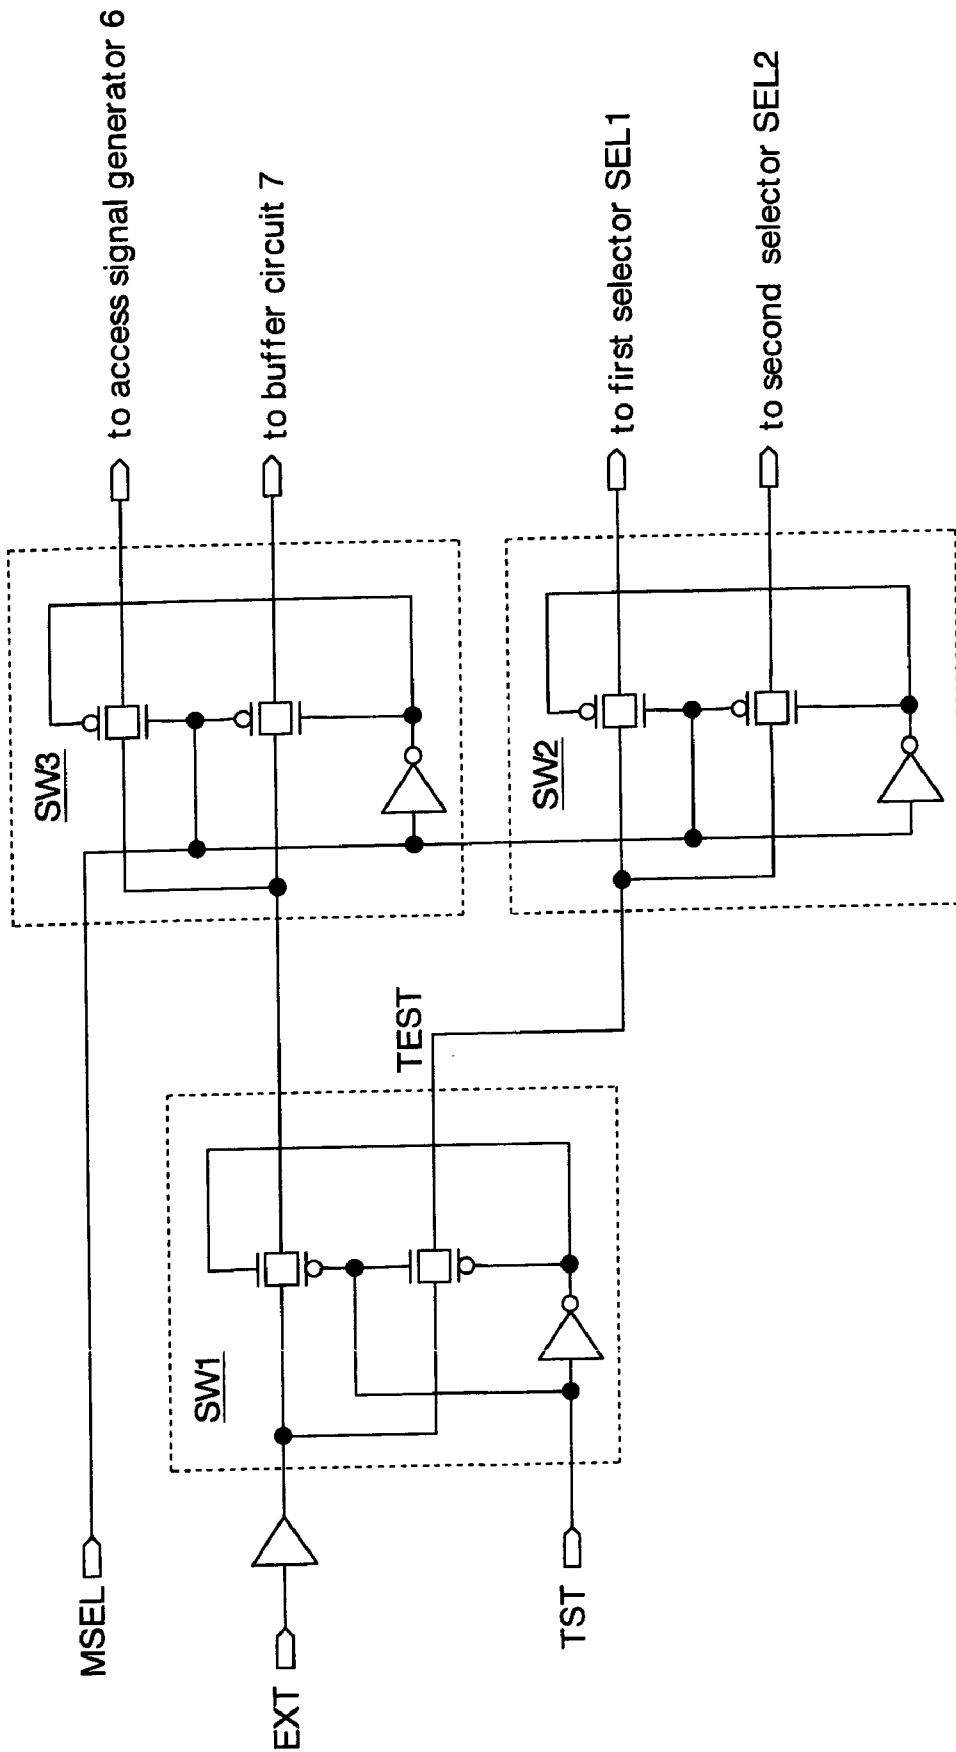 MSEL
EXT
TST
SW1
TEST
SW3
SW2
to access signal generator 6
to buffer circuit 7
to first selector SEL1
to second selector SEL2